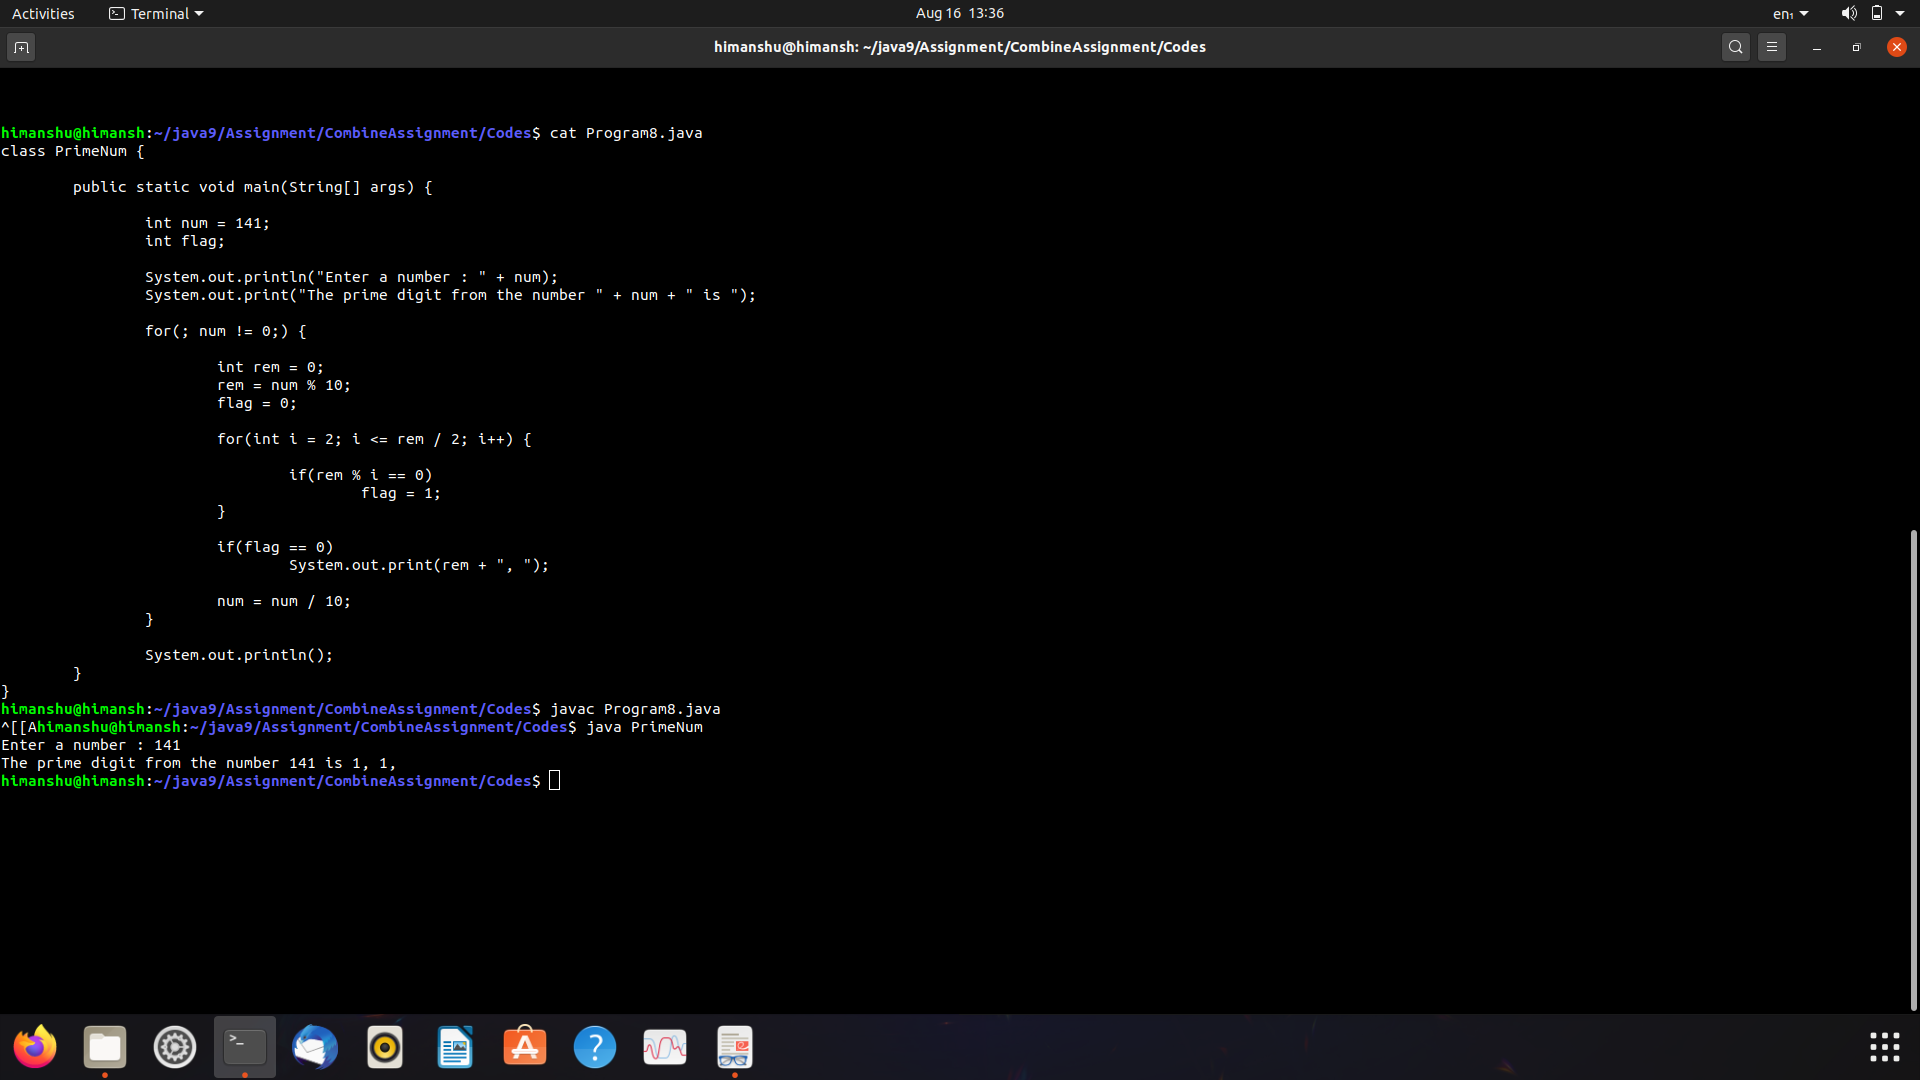 Activities Terminal Aug 16 13:36 en₁
himanshu@himansh: ~/java9/Assignment/CombineAssignment/Codes
himanshu@himansh:~/java9/Assignment/CombineAssignment/Codes$ cat Program8.java
class PrimeNum {
public static void main(String[] args) {
int num = 141;
int flag;
System.out.println("Enter a number : " + num);
System.out.print("The prime digit from the number " + num + " is ");
for(; num != 0;) {
int rem = 0;
rem = num % 10;
flag = 0;
for(int i = 2; i <= rem / 2; i++) {
if(rem % i == 0)
flag = 1;
}
if(flag == 0)
System.out.print(rem + ", ");
num = num / 10;
}
System.out.println();
}
}
himanshu@himansh:~/java9/Assignment/CombineAssignment/Codes$ javac Program8.java
^[[Ahimanshu@himansh:~/java9/Assignment/CombineAssignment/Codes$ java PrimeNum
Enter a number : 141
The prime digit from the number 141 is 1, 1,
himanshu@himansh:~/java9/Assignment/CombineAssignment/Codes$